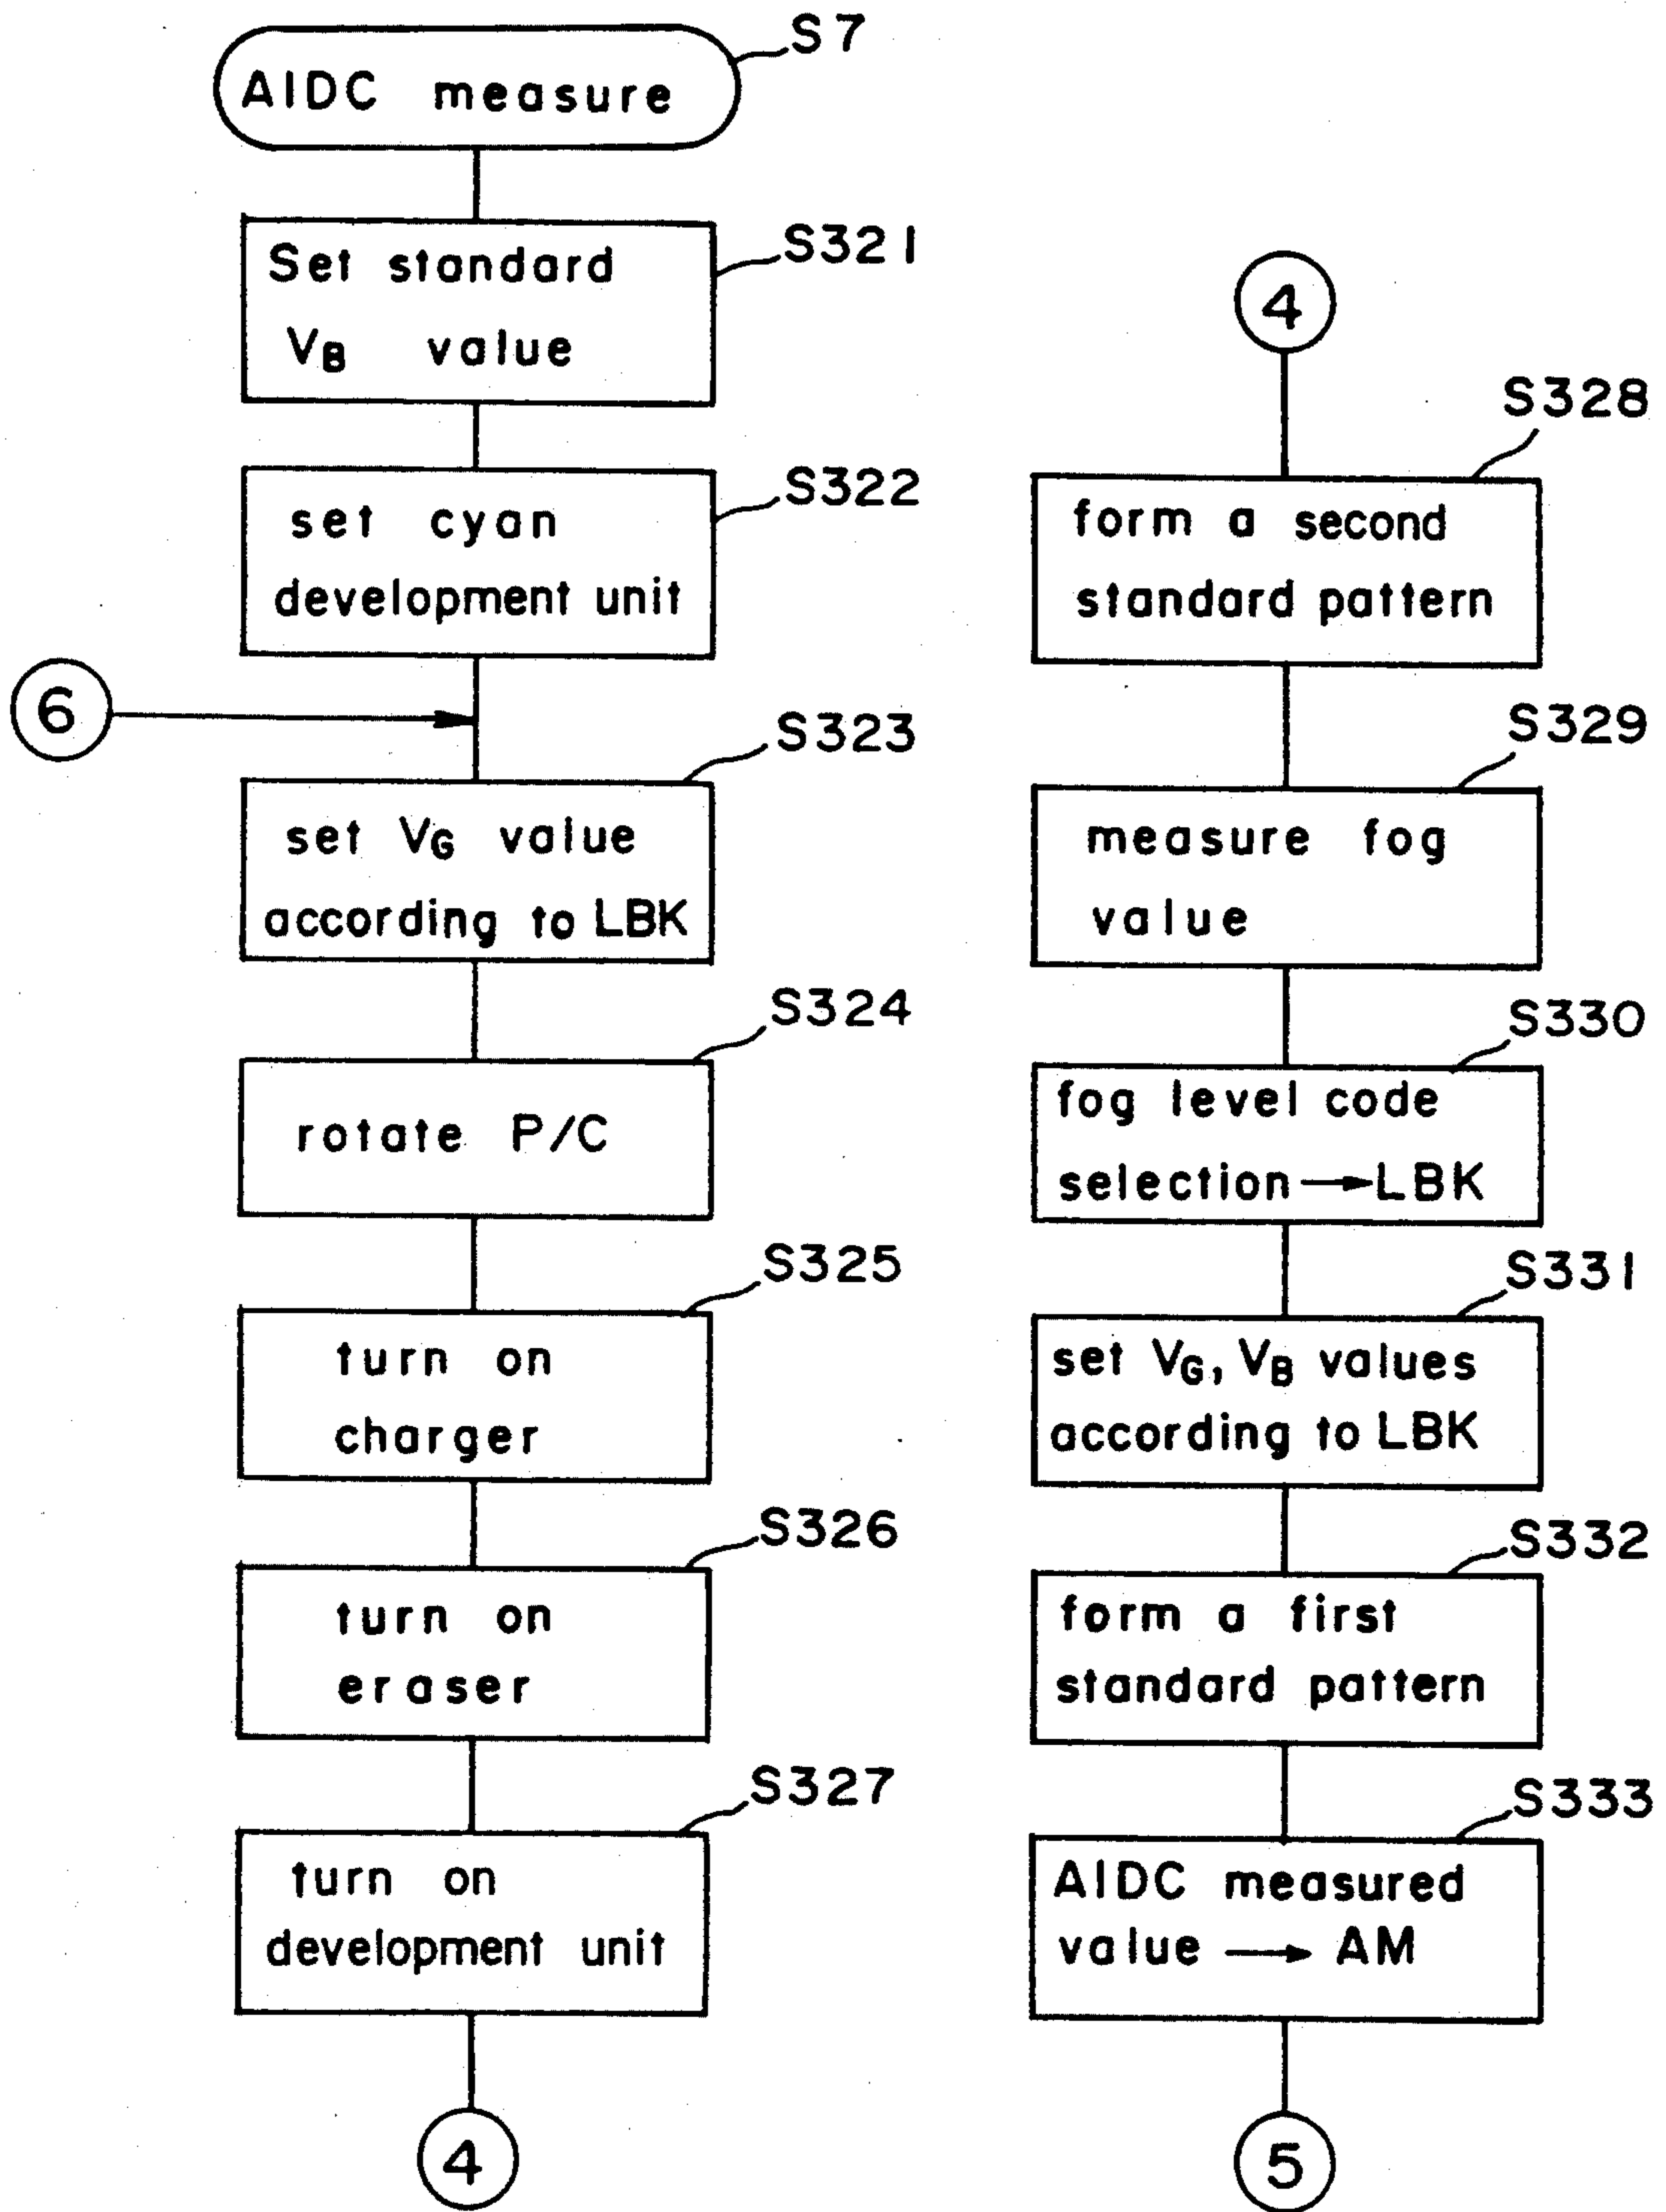 S7
AIDC measure
S321
Set standard
VB value
S322
set cyan
development unit
6
S323
set VG value
according to LBK
S324
rotate P/C
S325
turn on
charger
S326
turn on
eraser
S327
turn on
development unit
4
4
S328
form a second
standard pattern
S329
measure fog
value
S330
fog level code
selection → LBK
S331
set VG, VB values
according to LBK
S332
form a first
standard pattern
S333
AIDC measured
value → AM
5